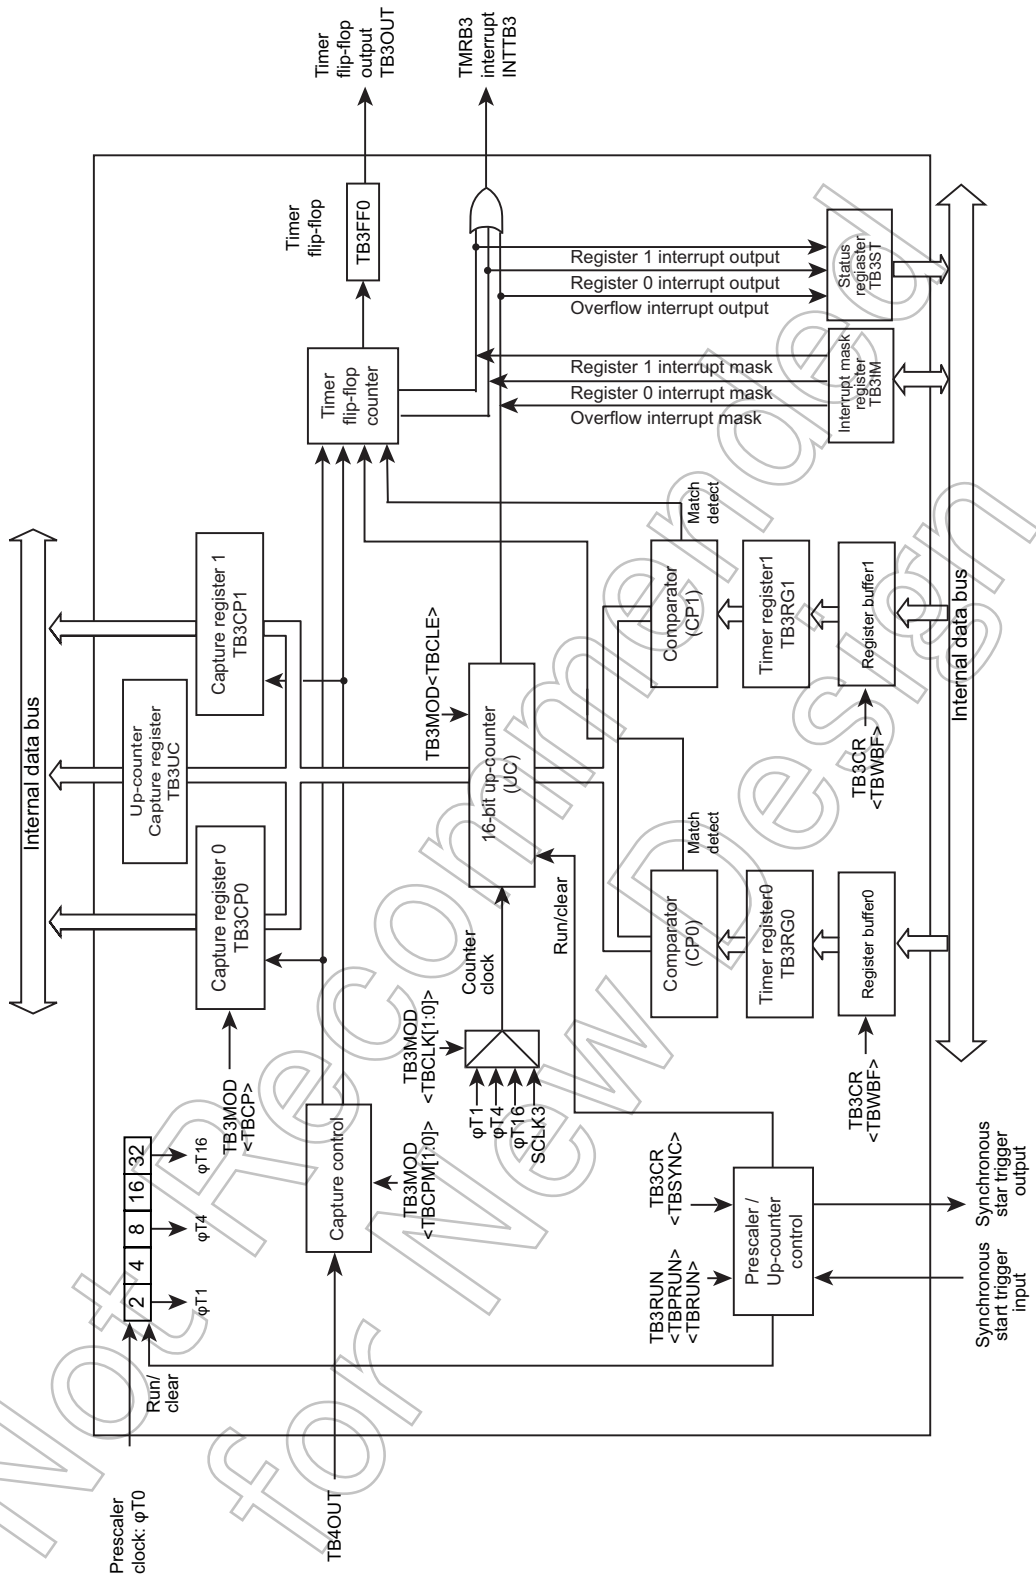 Internal data bus
Prescaler
clock: φT0
Run/
clear
2
4
8
16
32
φT1
φT4
φT16
TB3MOD
<TBCP>
Capture register 0
TB3CP0
Up-counter
Capture register
TB3UC
Capture register 1
TB3CP1
TB4OUT
Capture control
TB3MOD
<TBCPM[1:0]>
TB3MOD
<TBCLK[1:0]>
φT1
φT4
φT16
SCLK3
Counter
clock
TB3MOD<TBCLE>
16-bit up-counter
(UC)
Run/clear
Timer
flip-flop
counter
Timer
flip-flop
TB3FF0
Timer
flip-flop
output
TB3OUT
TMRB3
interrupt
INTTB3
Register 1 interrupt output
Register 0 interrupt output
Overflow interrupt output
Register 1 interrupt mask
Register 0 interrupt mask
Overflow interrupt mask
Status
regiaster
TB3ST
Interrupt mask
register
TB3IM
TB3RUN
<TBPRUN>
<TBRUN>
TB3CR
<TBSYNC>
Prescaler /
Up-counter
control
Synchronous
start trigger
input
Synchronous
star trigger
output
Comparator
(CP0)
Match
detect
Timer register0
TB3RG0
Register buffer0
TB3CR
<TBWBF>
Comparator
(CP1)
Match
detect
Timer register1
TB3RG1
Register buffer1
TB3CR
<TBWBF>
Internal data bus
Not Recommended
for New Design